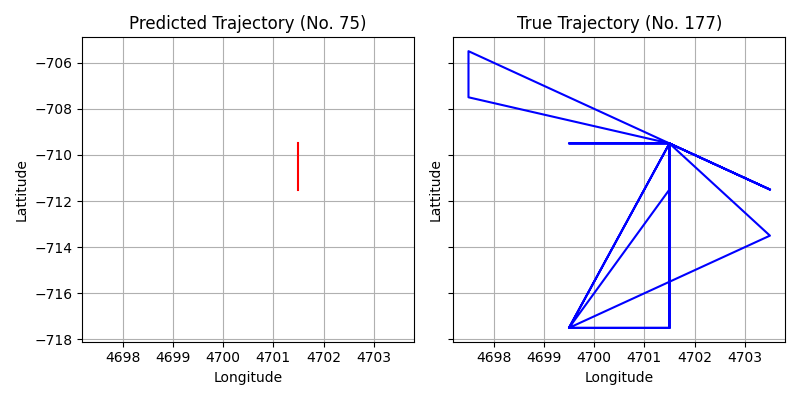 Predicted Trajectory (No. 75)
Lattitude
−706
−708
−710
−712
−714
−716
−718
4698 4699 4700 4701 4702 4703
Longitude
True Trajectory (No. 177)
Lattitude
4698 4699 4700 4701 4702 4703
Longitude